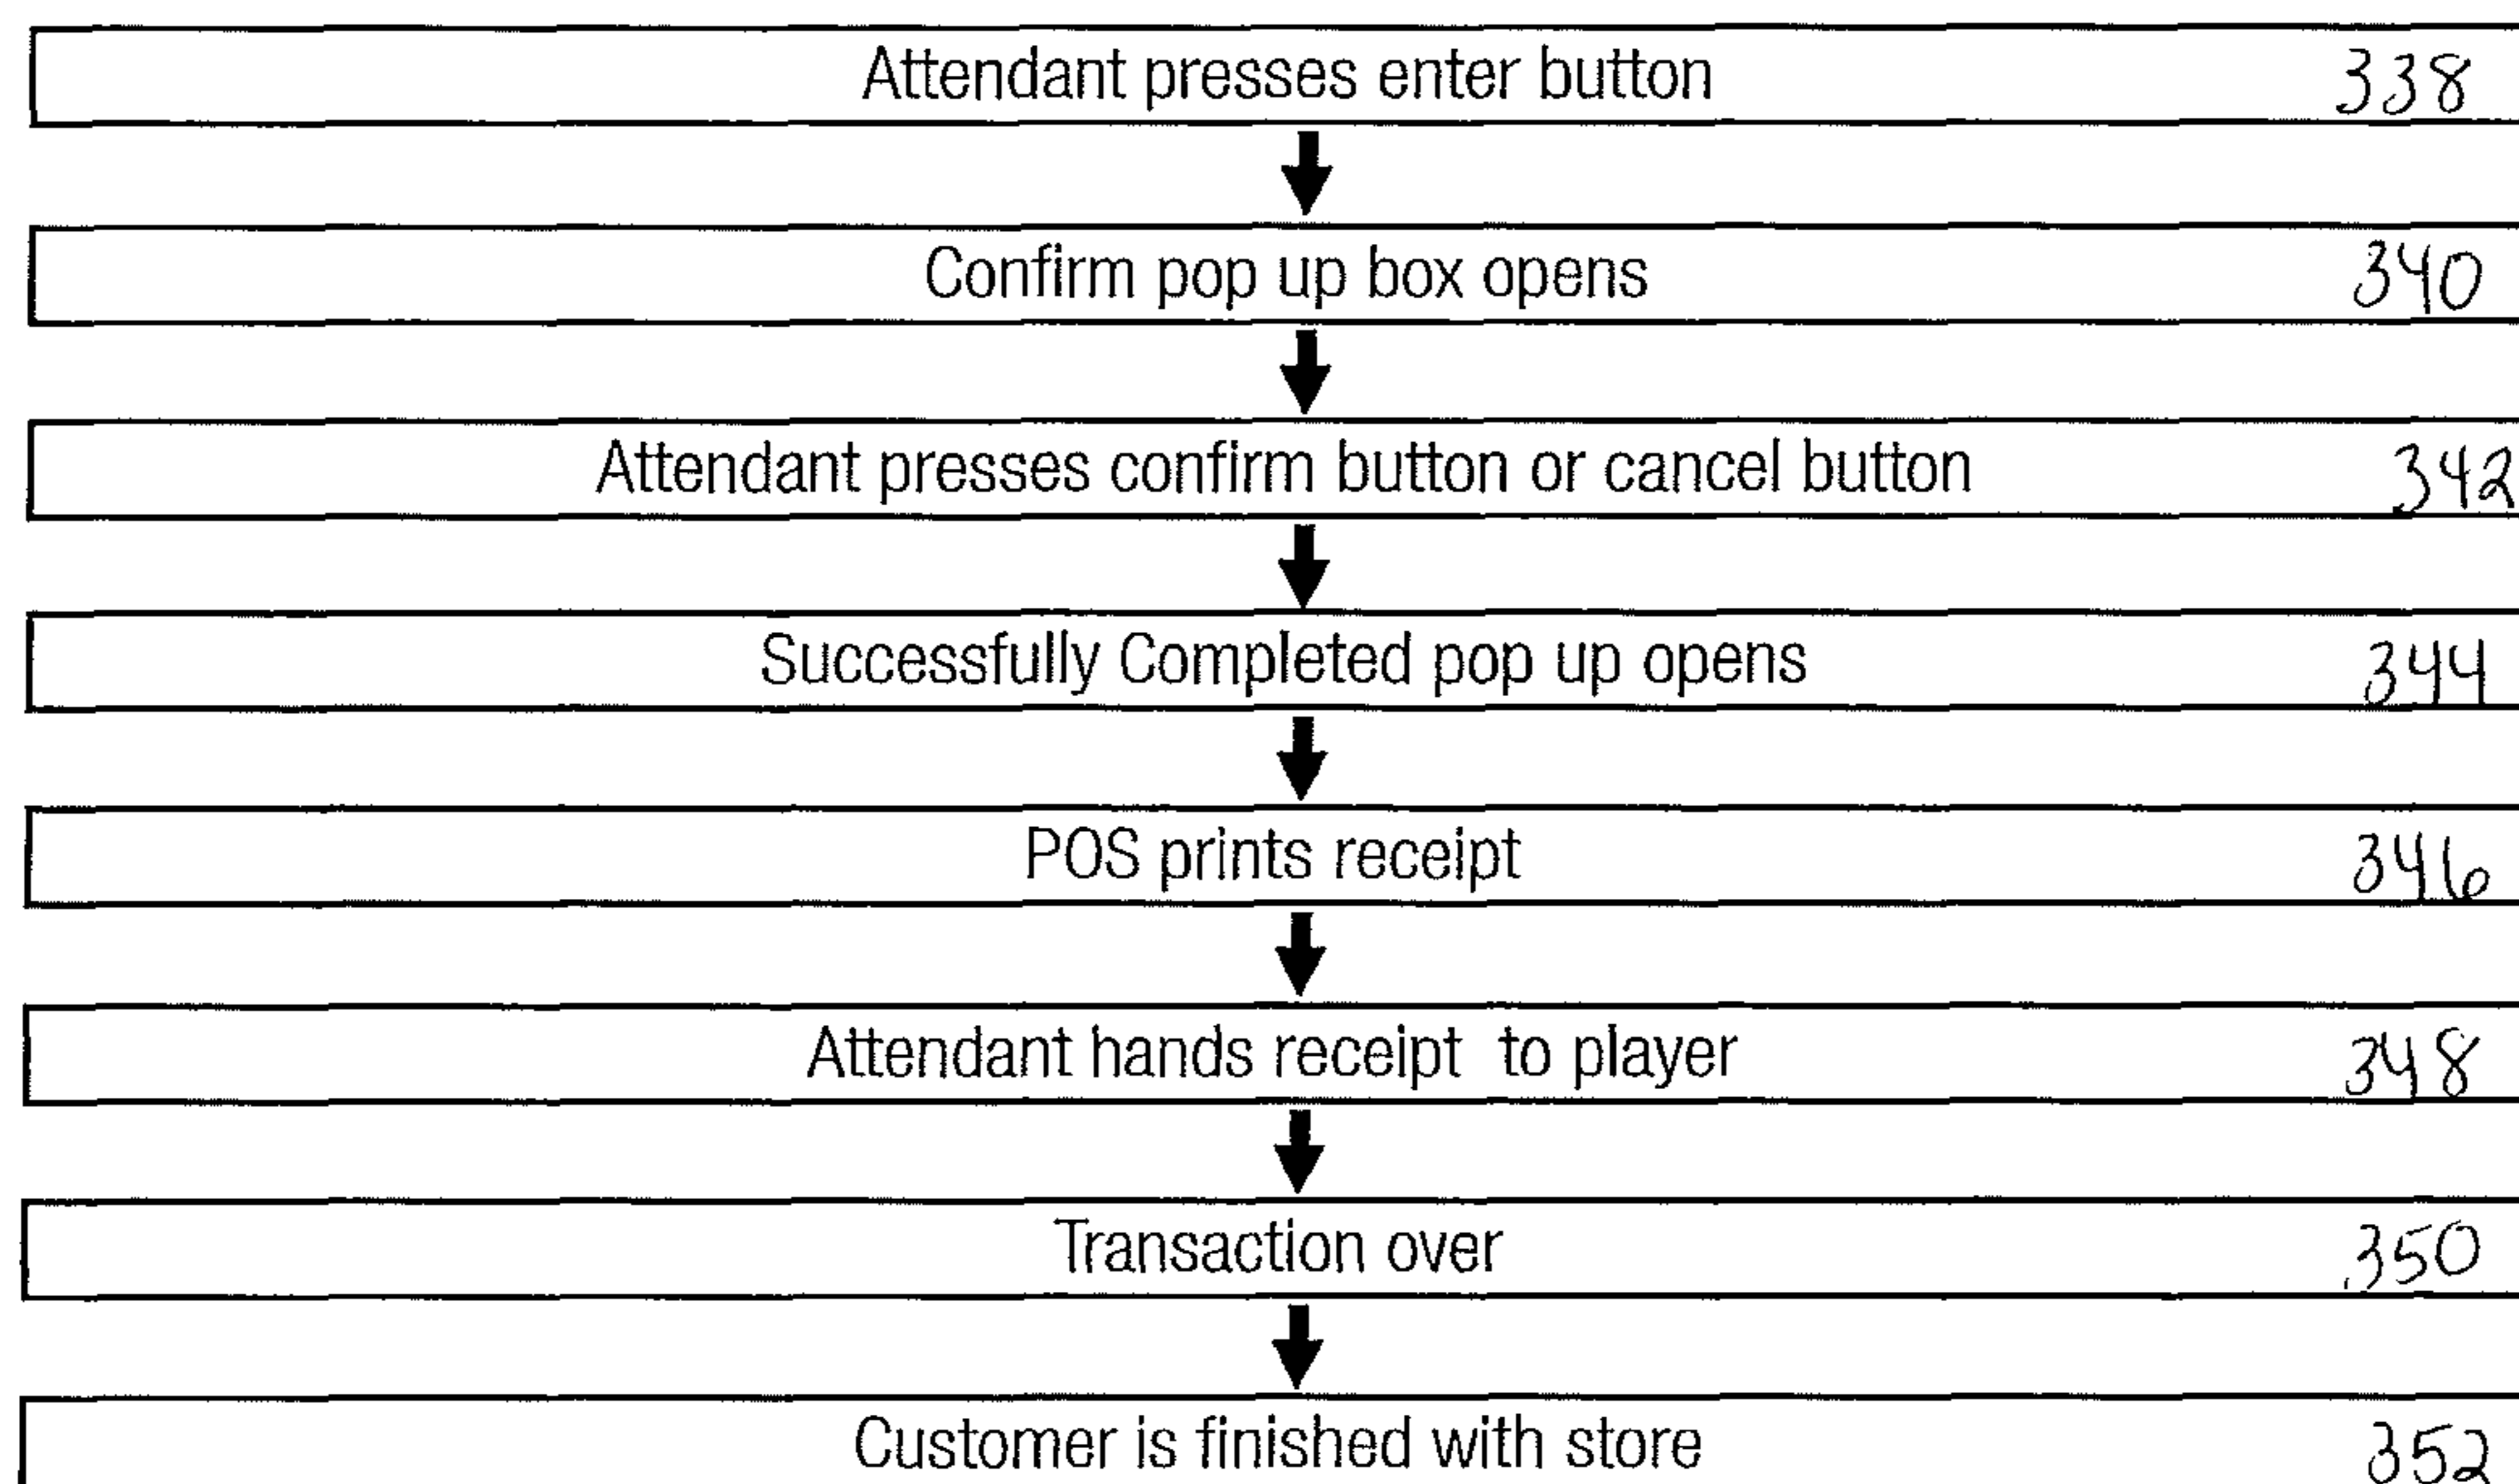 Attendant presses enter button 338
Confirm pop up box opens 340
Attendant presses confirm button or cancel button 342
Successfully Completed pop up opens 344
POS prints receipt 346
Attendant hands receipt to player 348
Transaction over 350
Customer is finished with store 352